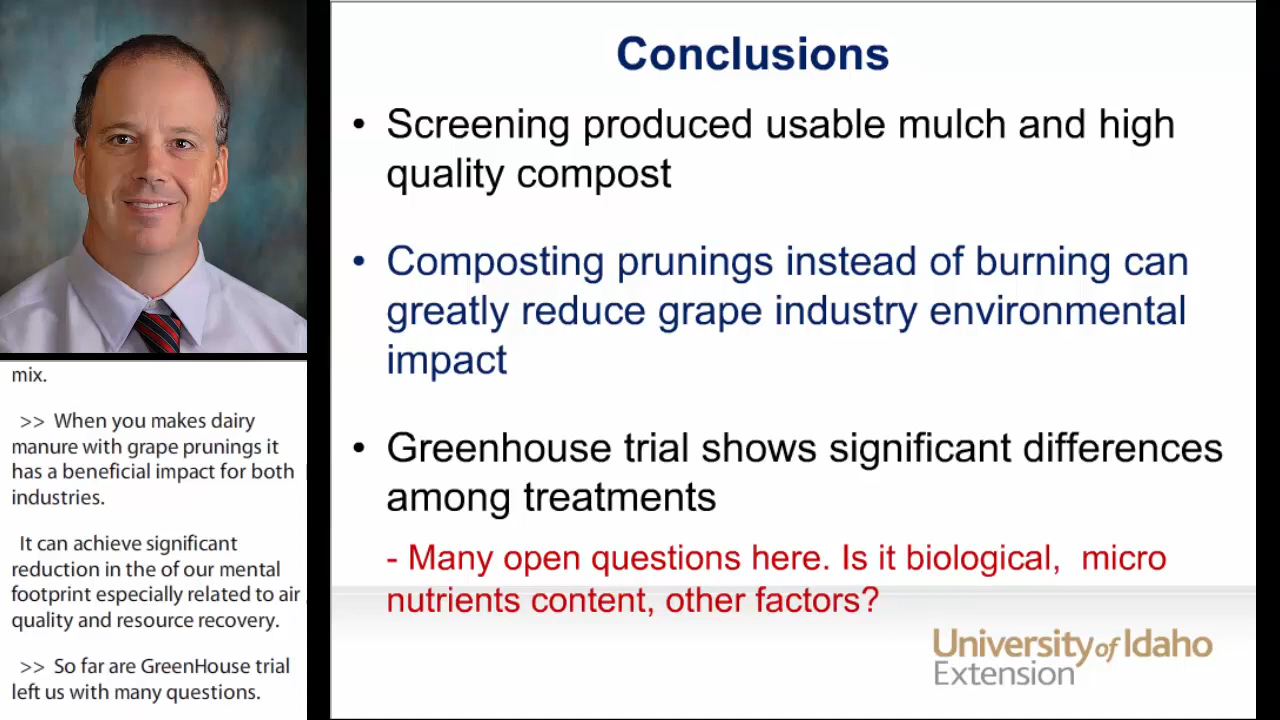 Conclusions
• Screening produced usable mulch and high
quality compost
• Composting prunings instead of burning can
greatly reduce grape industry environmental
impact
• Greenhouse trial shows significant differences
among treatments
- Many open questions here. Is it biological, micro
nutrients content, other factors?
University of Idaho
Extension
mix.
>> When you makes dairy
manure with grape prunings it
has a beneficial impact for both
industries.
It can achieve significant
reduction in the of our mental
footprint especially related to air
quality and resource recovery.
>> So far are GreenHouse trial
left us with many questions.